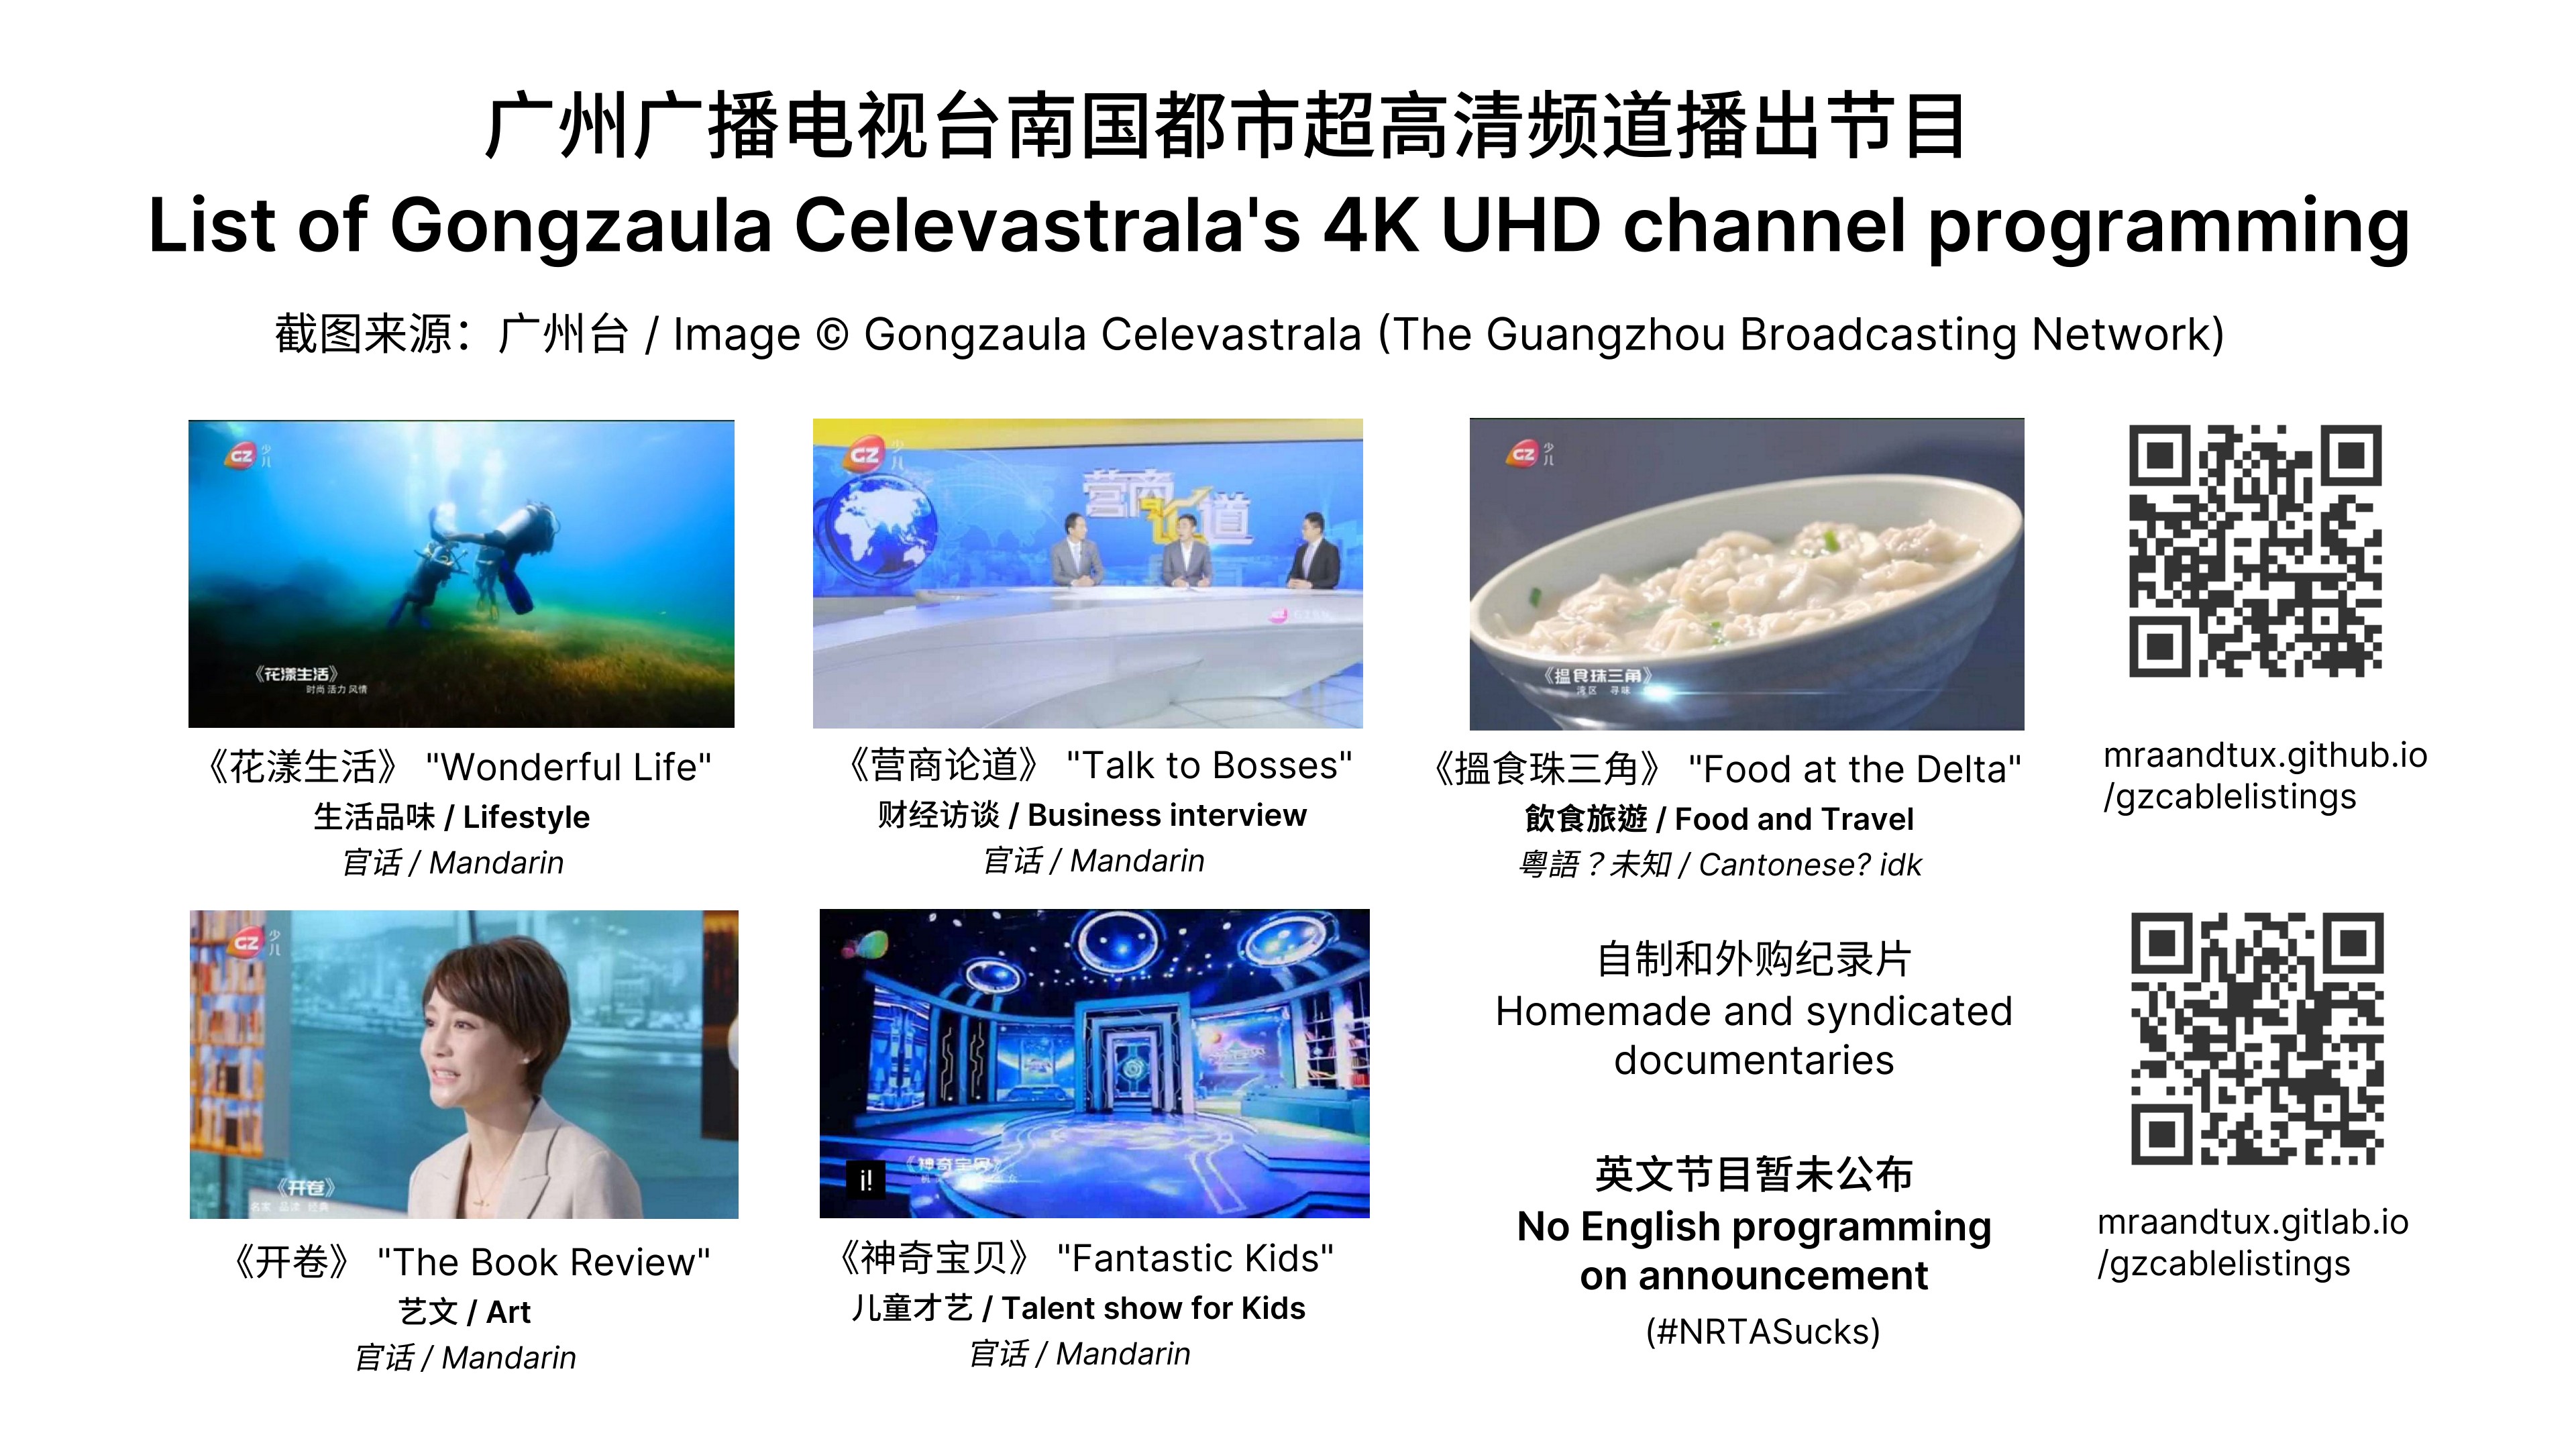 广州广播电视台南国都市超高清频道播出节目
List of Gongzaula Celevastrala's 4K UHD channel programming
截图来源：广州台 / Image © Gongzaula Celevastrala (The Guangzhou Broadcasting Network)
GZ 少儿
《花漾生活》
时尚 活力 风情
《花漾生活》 "Wonderful Life"
生活品味 / Lifestyle
官话 / Mandarin
GZ 少儿
营商论道
《营商论道》 "Talk to Bosses"
财经访谈 / Business interview
官话 / Mandarin
GZ 少儿
《搵食珠三角》
湾区 寻味
《搵食珠三角》 "Food at the Delta"
飲食旅遊 / Food and Travel
粵語？未知 / Cantonese? idk
mraandtux.github.io
/gzcablelistings
GZ 少儿
《开卷》
名家 品读 经典
《开卷》 "The Book Review"
艺文 / Art
官话 / Mandarin
《神奇宝贝》
i!
《神奇宝贝》 "Fantastic Kids"
儿童才艺 / Talent show for Kids
官话 / Mandarin
自制和外购纪录片
Homemade and syndicated
documentaries
英文节目暂未公布
No English programming
on announcement
(#NRTASucks)
mraandtux.gitlab.io
/gzcablelistings